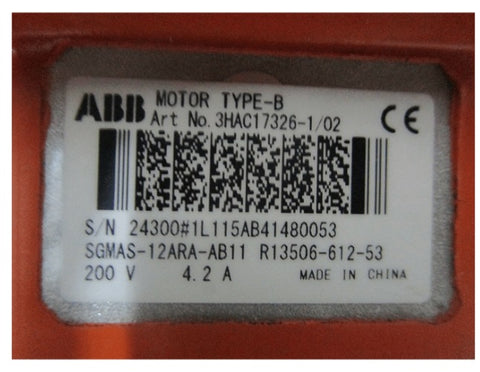 ABB MOTOR TYPE-B
Art No.3HAC17326-1/02
CE
S/N 24300#1L115AB41480053
SGMAS-12ARA-AB11 R13506-612-53
200 V 4.2 A MADE IN CHINA